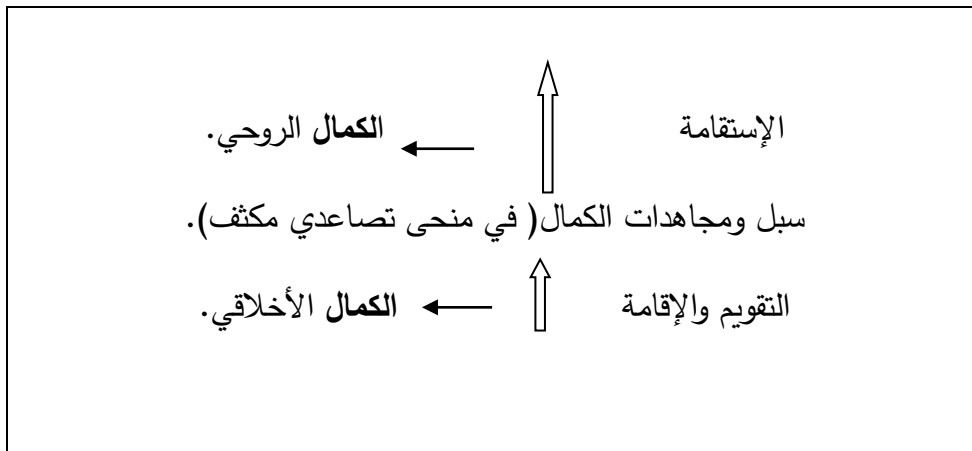 الإستقامة الكمال الروحي.
سبل ومجاهدات الكمال( في منحى تصاعدي مكثف).
التقويم والإقامة الكمال الأخلاقي.